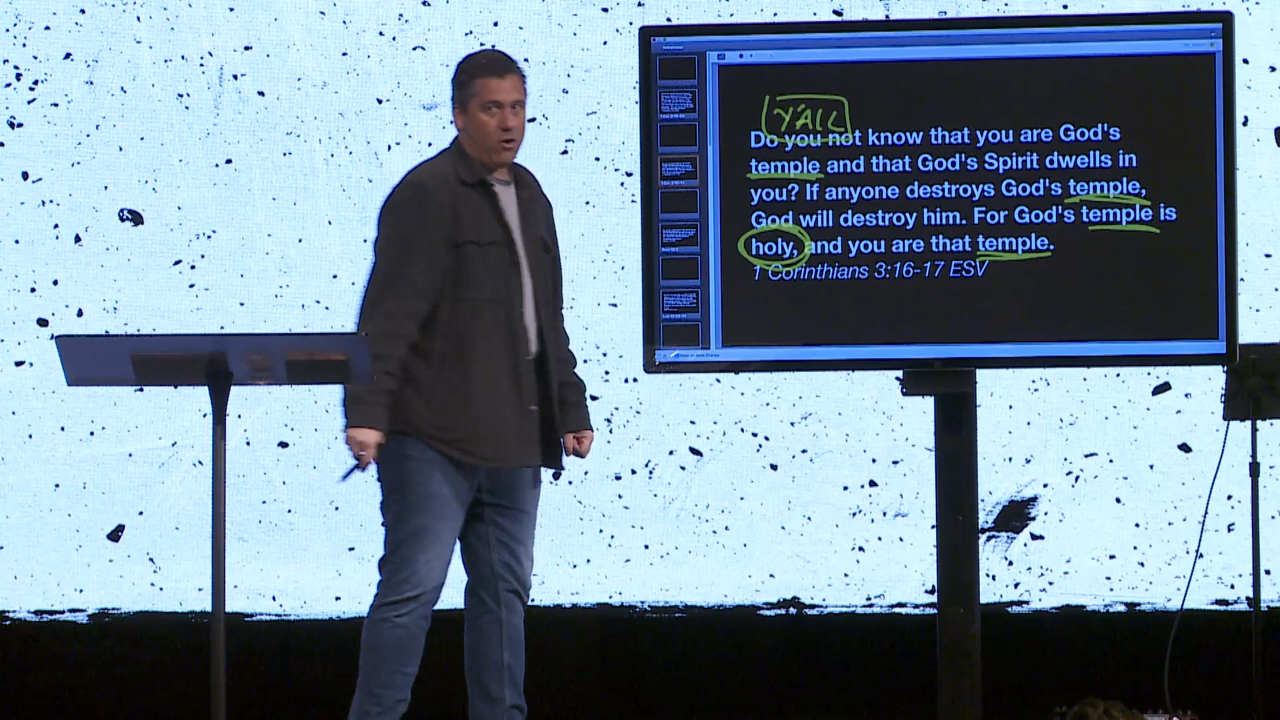 Y'ALL
Do you not know that you are God's
temple and that God's Spirit dwells in
you? If anyone destroys God's temple,
God will destroy him. For God's temple is
holy, and you are that temple.
1 Corinthians 3:16-17 ESV